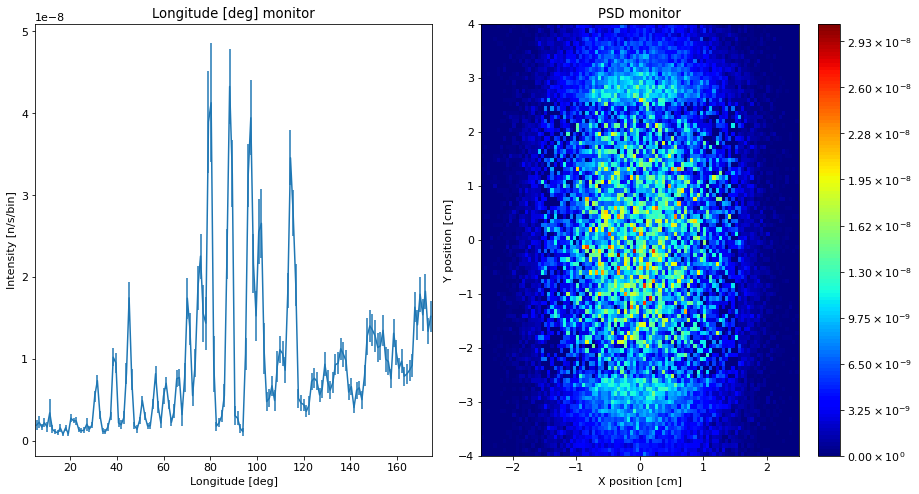 Longitude [deg] monitor
1e−8
5
4
3
2
1
0
Intensity [n/s/bin]
20 40 60 80 100 120 140 160
Longitude [deg]
PSD monitor
4
3
2
1
0
−1
−2
−3
−4
Y position [cm]
−2 −1 0 1 2
X position [cm]
2.93 × 10⁻⁸
2.60 × 10⁻⁸
2.28 × 10⁻⁸
1.95 × 10⁻⁸
1.62 × 10⁻⁸
1.30 × 10⁻⁸
9.75 × 10⁻⁹
6.50 × 10⁻⁹
3.25 × 10⁻⁹
0.00 × 10⁰